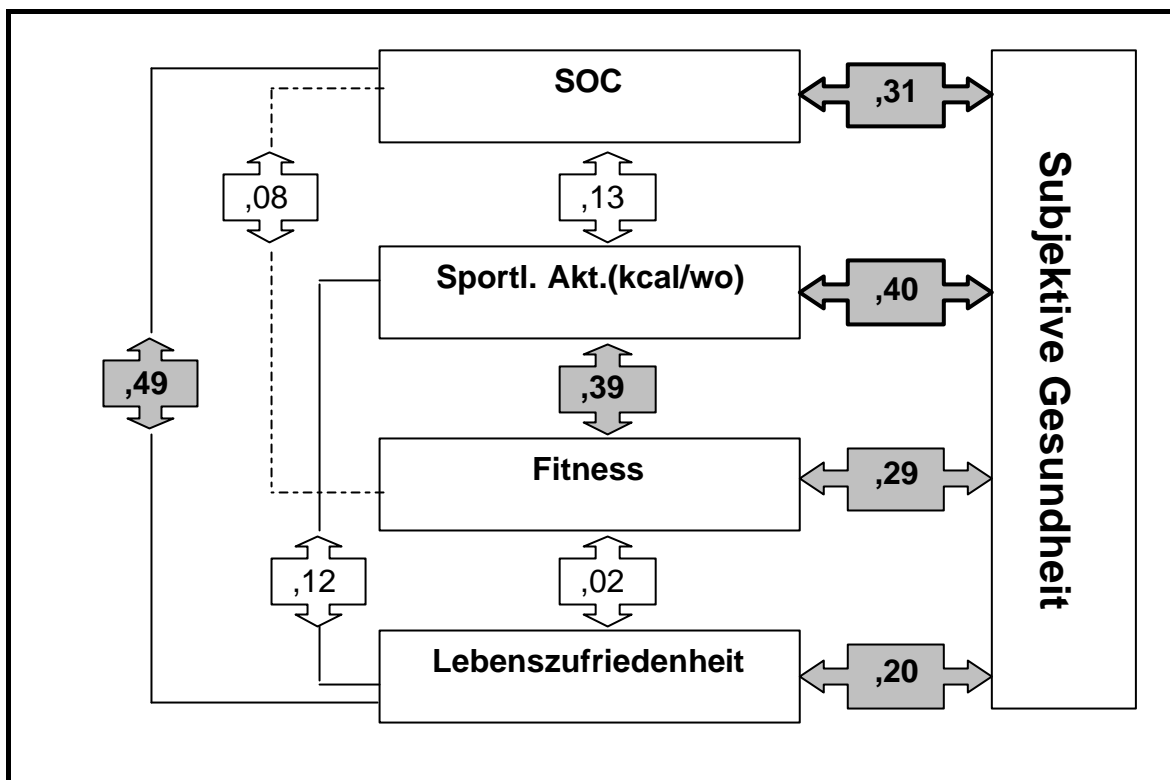 SOC
,31
,08
,13
Sportl. Akt.(kcal/wo)
,40
,49
,39
Fitness
,29
,12
,02
Lebenszufriedenheit
,20
Subjektive Gesundheit